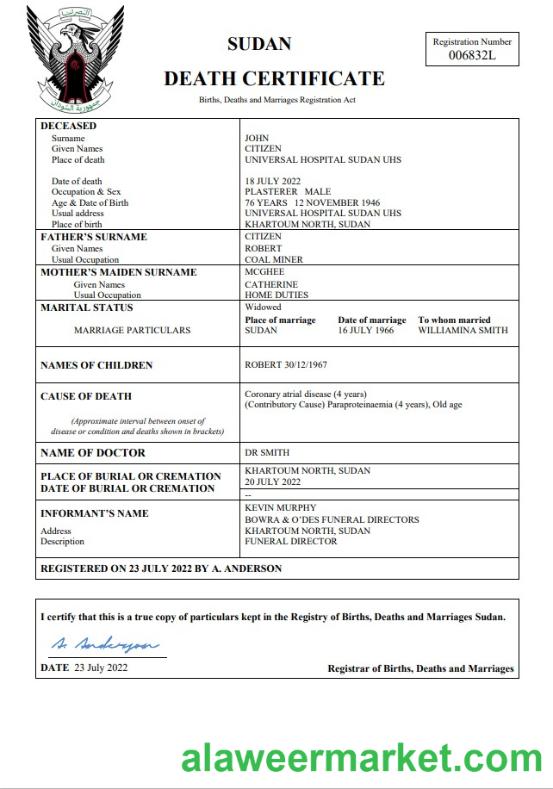 النصر لنا
جمهورية السودان
SUDAN
DEATH CERTIFICATE
Births, Deaths and Marriages Registration Act
Registration Number
006832L
DECEASED
Surname JOHN
Given Names CITIZEN
Place of death UNIVERSAL HOSPITAL SUDAN UHS
Date of death 18 JULY 2022
Occupation & Sex PLASTERER MALE
Age & Date of Birth 76 YEARS 12 NOVEMBER 1946
Usual address UNIVERSAL HOSPITAL SUDAN UHS
Place of birth KHARTOUM NORTH, SUDAN
FATHER'S SURNAME CITIZEN
Given Names ROBERT
Usual Occupation COAL MINER
MOTHER'S MAIDEN SURNAME MCGHEE
Given Names CATHERINE
Usual Occupation HOME DUTIES
MARITAL STATUS Widowed
Place of marriage Date of marriage To whom married
MARRIAGE PARTICULARS SUDAN 16 JULY 1966 WILLIAMINA SMITH
NAMES OF CHILDREN ROBERT 30/12/1967
CAUSE OF DEATH Coronary atrial disease (4 years)
(Contributory Cause) Paraproteinaemia (4 years), Old age
(Approximate interval between onset of
disease or condition and deaths shown in brackets)
NAME OF DOCTOR DR SMITH
PLACE OF BURIAL OR CREMATION KHARTOUM NORTH, SUDAN
DATE OF BURIAL OR CREMATION 20 JULY 2022
--
INFORMANT'S NAME KEVIN MURPHY
BOWRA & O'DES FUNERAL DIRECTORS
Address KHARTOUM NORTH, SUDAN
Description FUNERAL DIRECTOR
REGISTERED ON 23 JULY 2022 BY A. ANDERSON
I certify that this is a true copy of particulars kept in the Registry of Births, Deaths and Marriages Sudan.
A. Anderson
DATE 23 July 2022
Registrar of Births, Deaths and Marriages
alaweermarket.com